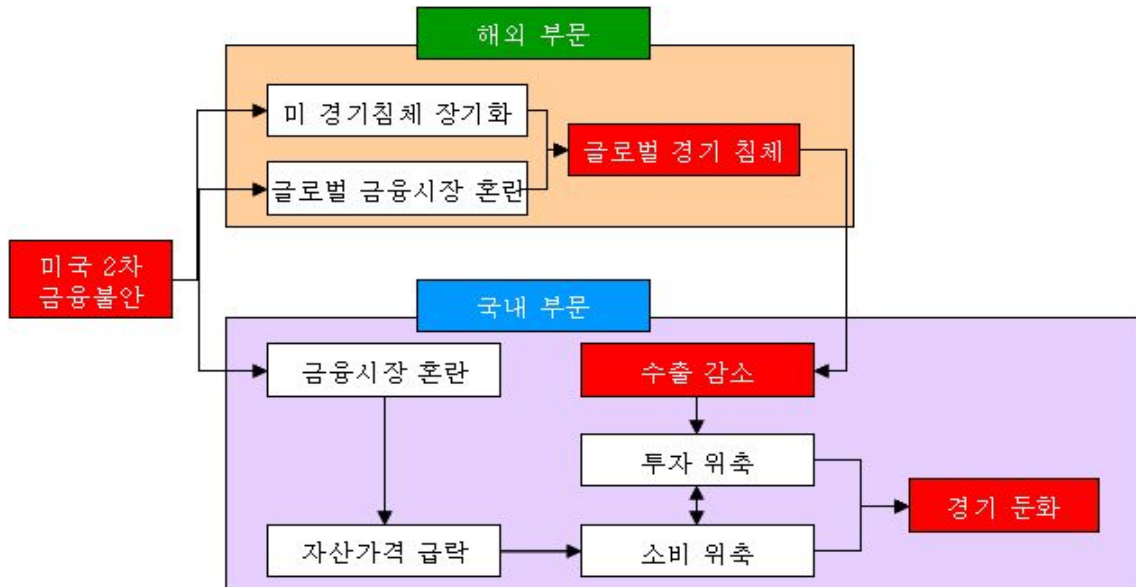 해외 부문
미 경기침체 장기화
글로벌 경기 침체
글로벌 금융시장 혼란
미국 2차
금융불안
국내 부문
금융시장 혼란
수출 감소
투자 위축
경기 둔화
자산가격 급락
소비 위축